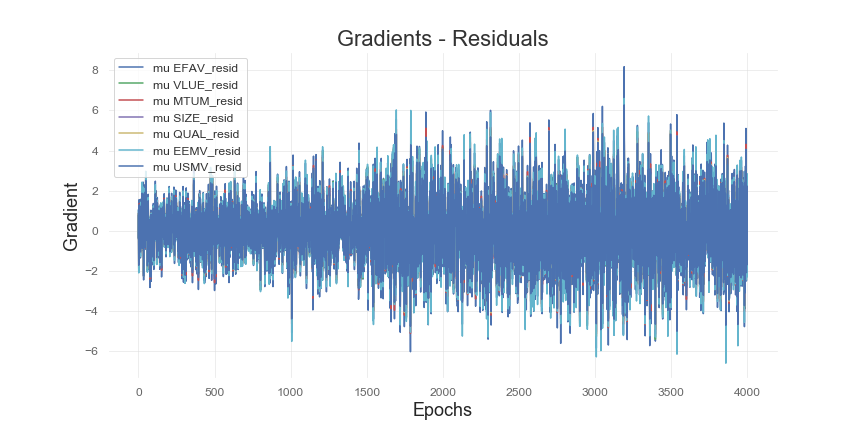 Gradients - Residuals
mu EFAV_resid
mu VLUE_resid
mu MTUM_resid
mu SIZE_resid
mu QUAL_resid
mu EEMV_resid
mu USMV_resid
8
6
4
2
0
−2
−4
−6
Gradient
0
500
1000
1500
2000
2500
3000
3500
4000
Epochs